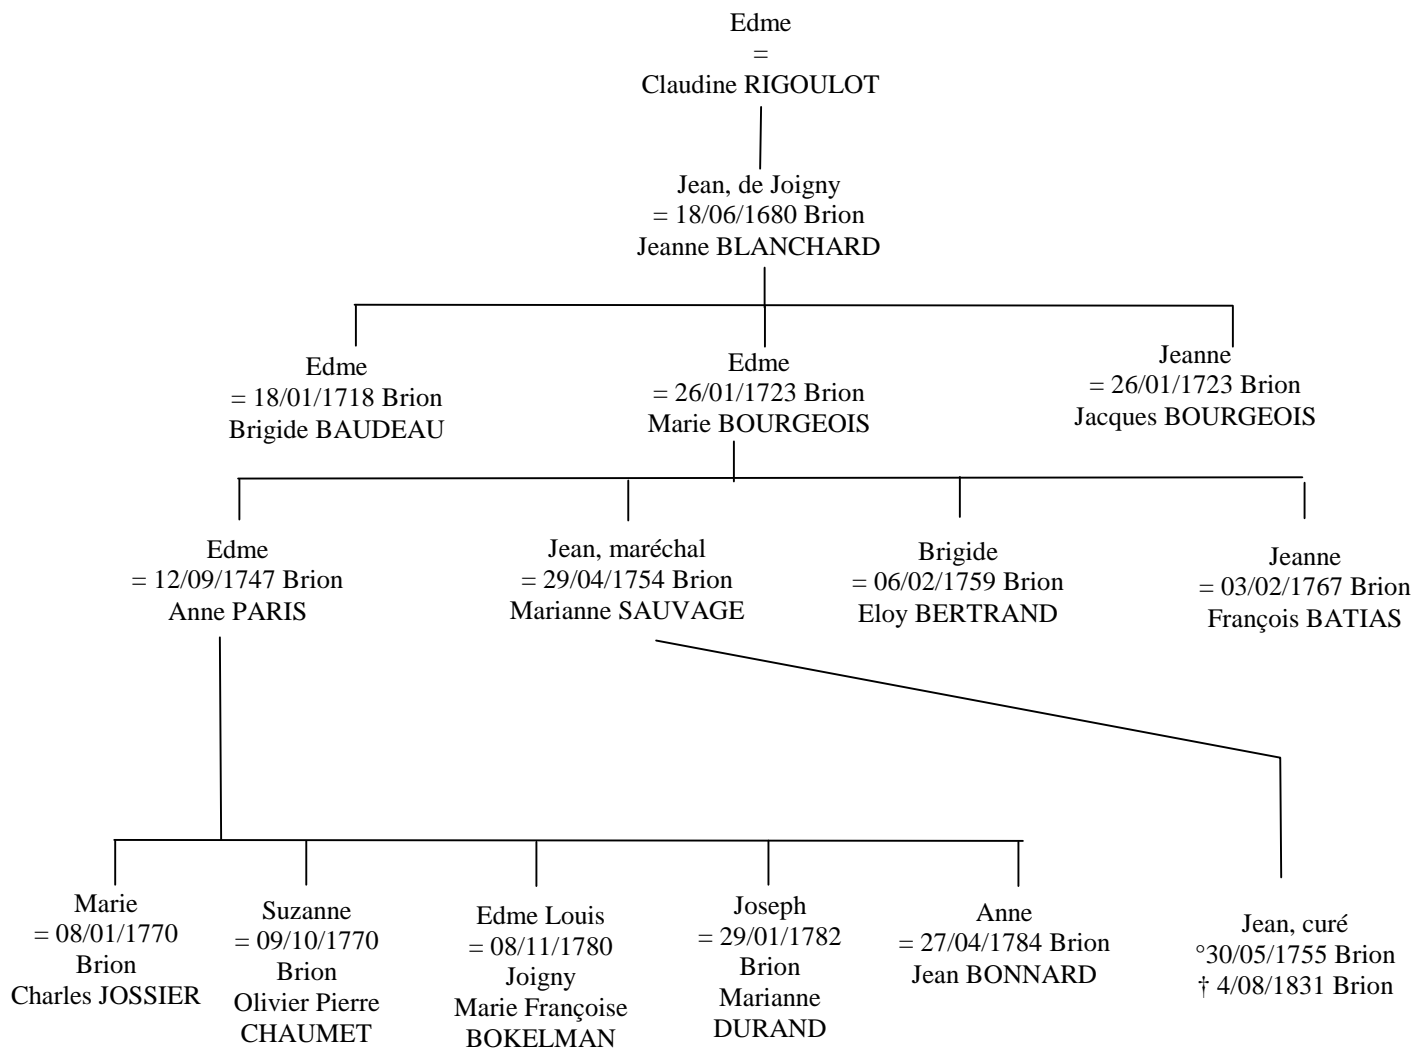 Edme
=
Claudine RIGOULOT
Jean, de Joigny
= 18/06/1680 Brion
Jeanne BLANCHARD
Edme
= 18/01/1718 Brion
Brigide BAUDEAU
Edme
= 26/01/1723 Brion
Marie BOURGEOIS
Jeanne
= 26/01/1723 Brion
Jacques BOURGEOIS
Edme
= 12/09/1747 Brion
Anne PARIS
Jean, maréchal
= 29/04/1754 Brion
Marianne SAUVAGE
Brigide
= 06/02/1759 Brion
Eloy BERTRAND
Jeanne
= 03/02/1767 Brion
François BATIAS
Marie
= 08/01/1770
Brion
Charles JOSSIER
Suzanne
= 09/10/1770
Brion
Olivier Pierre
CHAUMET
Edme Louis
= 08/11/1780
Joigny
Marie Françoise
BOKELMAN
Joseph
= 29/01/1782
Brion
Marianne
DURAND
Anne
= 27/04/1784 Brion
Jean BONNARD
Jean, curé
°30/05/1755 Brion
† 4/08/1831 Brion